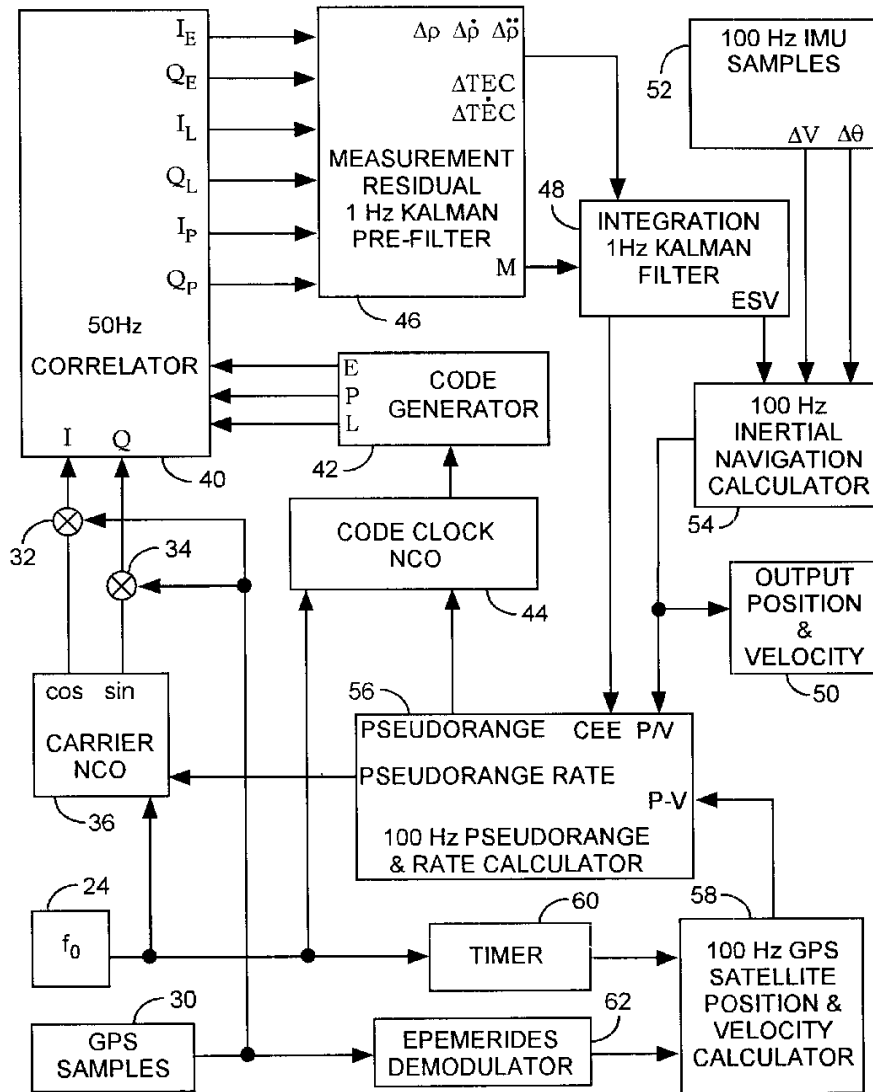 I_E
Q_E
I_L
Q_L
I_P
Q_P
50Hz
CORRELATOR
I Q
40
Δρ Δρ̇ Δρ̈
ΔTEC
ΔTĖC
MEASUREMENT
RESIDUAL
1 Hz KALMAN
PRE-FILTER
M
46
100 Hz IMU
SAMPLES
ΔV Δθ
52
48
INTEGRATION
1Hz KALMAN
FILTER
ESV
E
P
L
CODE
GENERATOR
42
100 Hz
INERTIAL
NAVIGATION
CALCULATOR
54
32
34
CODE CLOCK
NCO
44
OUTPUT
POSITION
&
VELOCITY
50
cos sin
CARRIER
NCO
36
56
PSEUDORANGE CEE P/V
PSEUDORANGE RATE
P-V
100 Hz PSEUDORANGE
& RATE CALCULATOR
24
f₀
60
TIMER
58
100 Hz GPS
SATELLITE
POSITION &
VELOCITY
CALCULATOR
30
GPS
SAMPLES
62
EPEMERIDES
DEMODULATOR